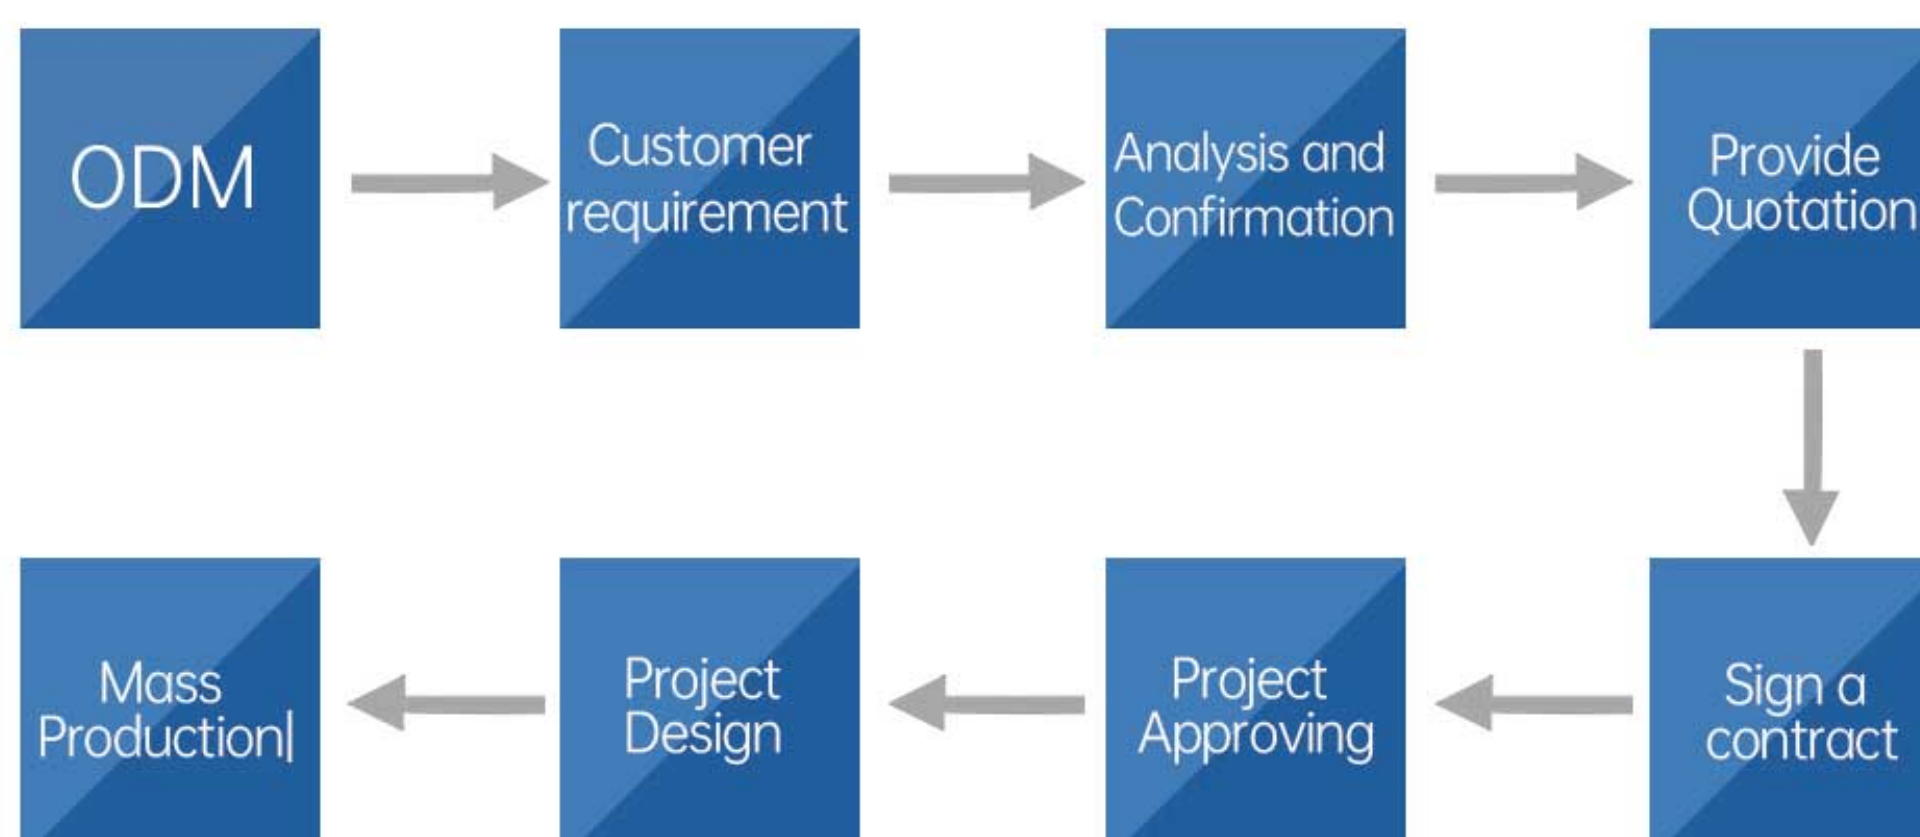 ODM
Customer
requirement
Analysis and
Confirmation
Provide
Quotation
Sign a
contract
Project
Approving
Project
Design
Mass
Production|